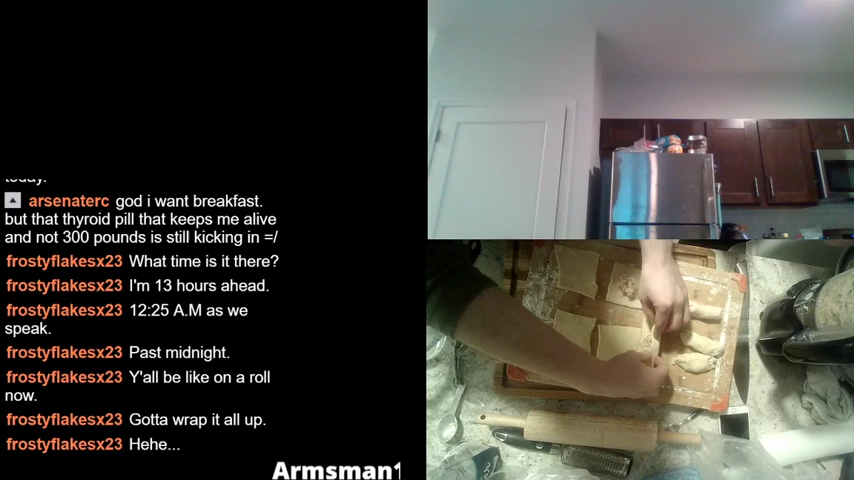 today.
arsenaterc god i want breakfast.
but that thyroid pill that keeps me alive
and not 300 pounds is still kicking in =/
frostyflakesx23 What time is it there?
frostyflakesx23 I'm 13 hours ahead.
frostyflakesx23 12:25 A.M as we
speak.
frostyflakesx23 Past midnight.
frostyflakesx23 Y'all be like on a roll
now.
frostyflakesx23 Gotta wrap it all up.
frostyflakesx23 Hehe...
Armsman1